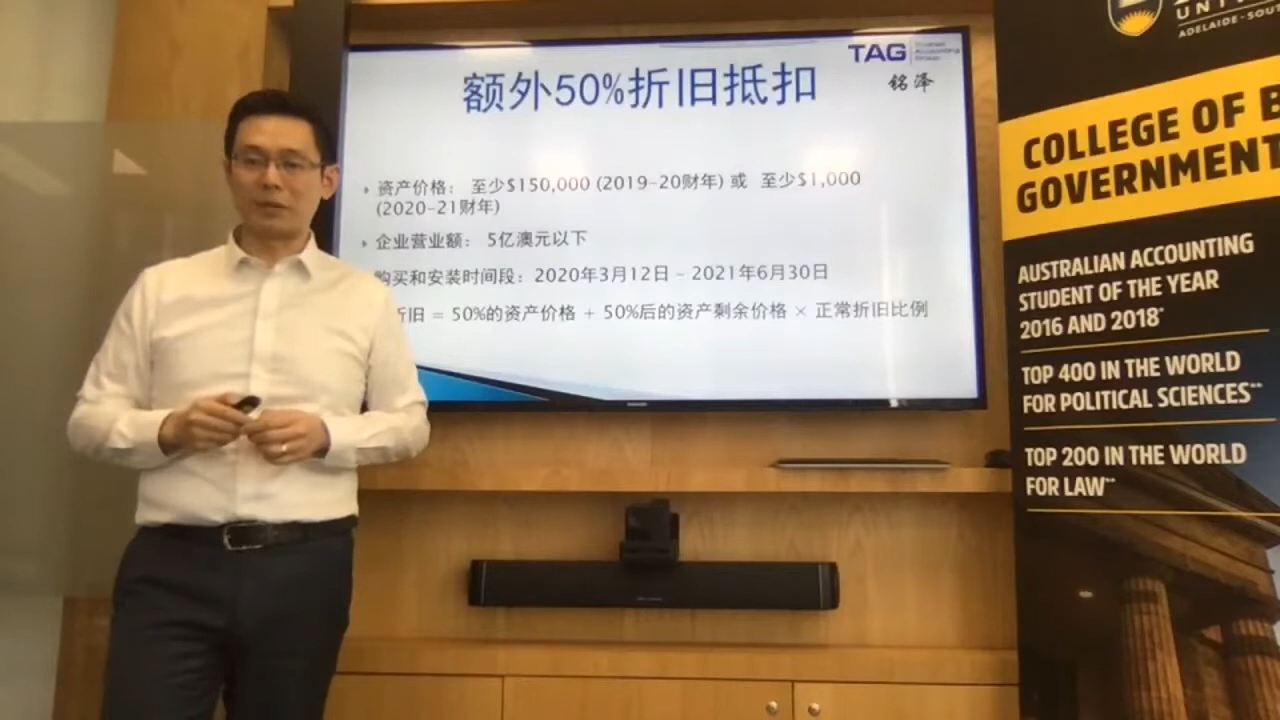 TAG
铭泽
额外50%折旧抵扣
资产价格： 至少$150,000 (2019-20财年) 或 至少$1,000
(2020-21财年)
企业营业额： 5亿澳元以下
购买和安装时间段：2020年3月12日 – 2021年6月30日
折旧 = 50%的资产价格 + 50%后的资产剩余价格 × 正常折旧比例
COLLEGE OF
GOVERNMENT
AUSTRALIAN ACCOUNTING
STUDENT OF THE YEAR
2016 AND 2018*
TOP 400 IN THE WORLD
FOR POLITICAL SCIENCES**
TOP 200 IN THE WORLD
FOR LAW**